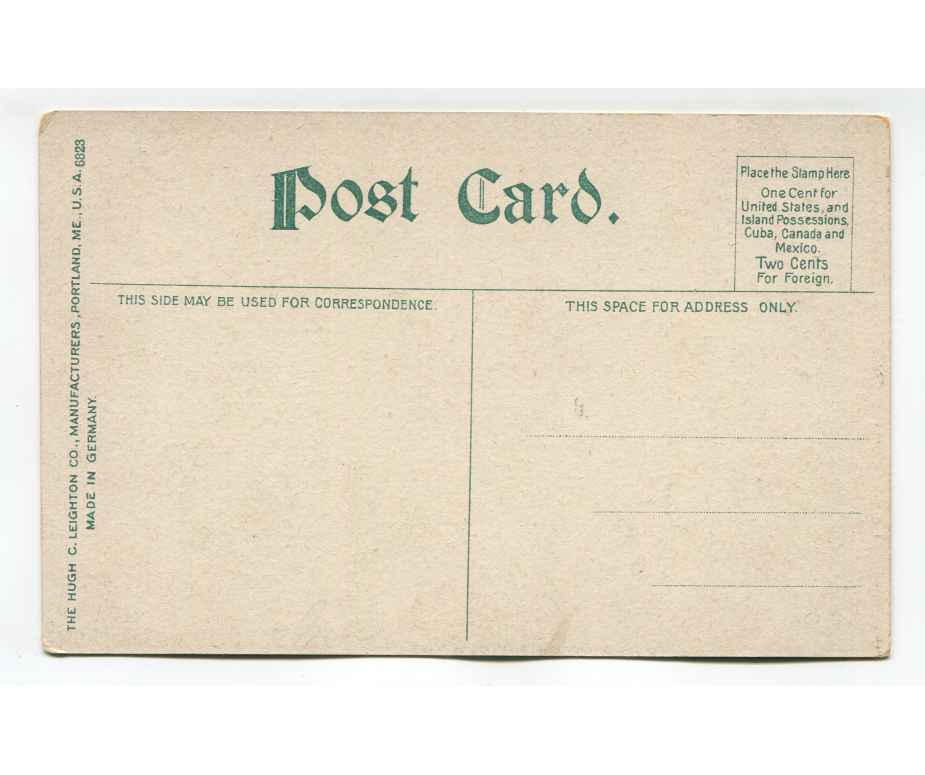 Post Card.
Place the Stamp Here
One Cent for
United States, and
Island Possessions,
Cuba, Canada and
Mexico.
Two Cents
For Foreign.
THIS SIDE MAY BE USED FOR CORRESPONDENCE.
THIS SPACE FOR ADDRESS ONLY.
THE HUGH C. LEIGHTON CO., MANUFACTURERS, PORTLAND, ME., U.S.A. 6823
MADE IN GERMANY.